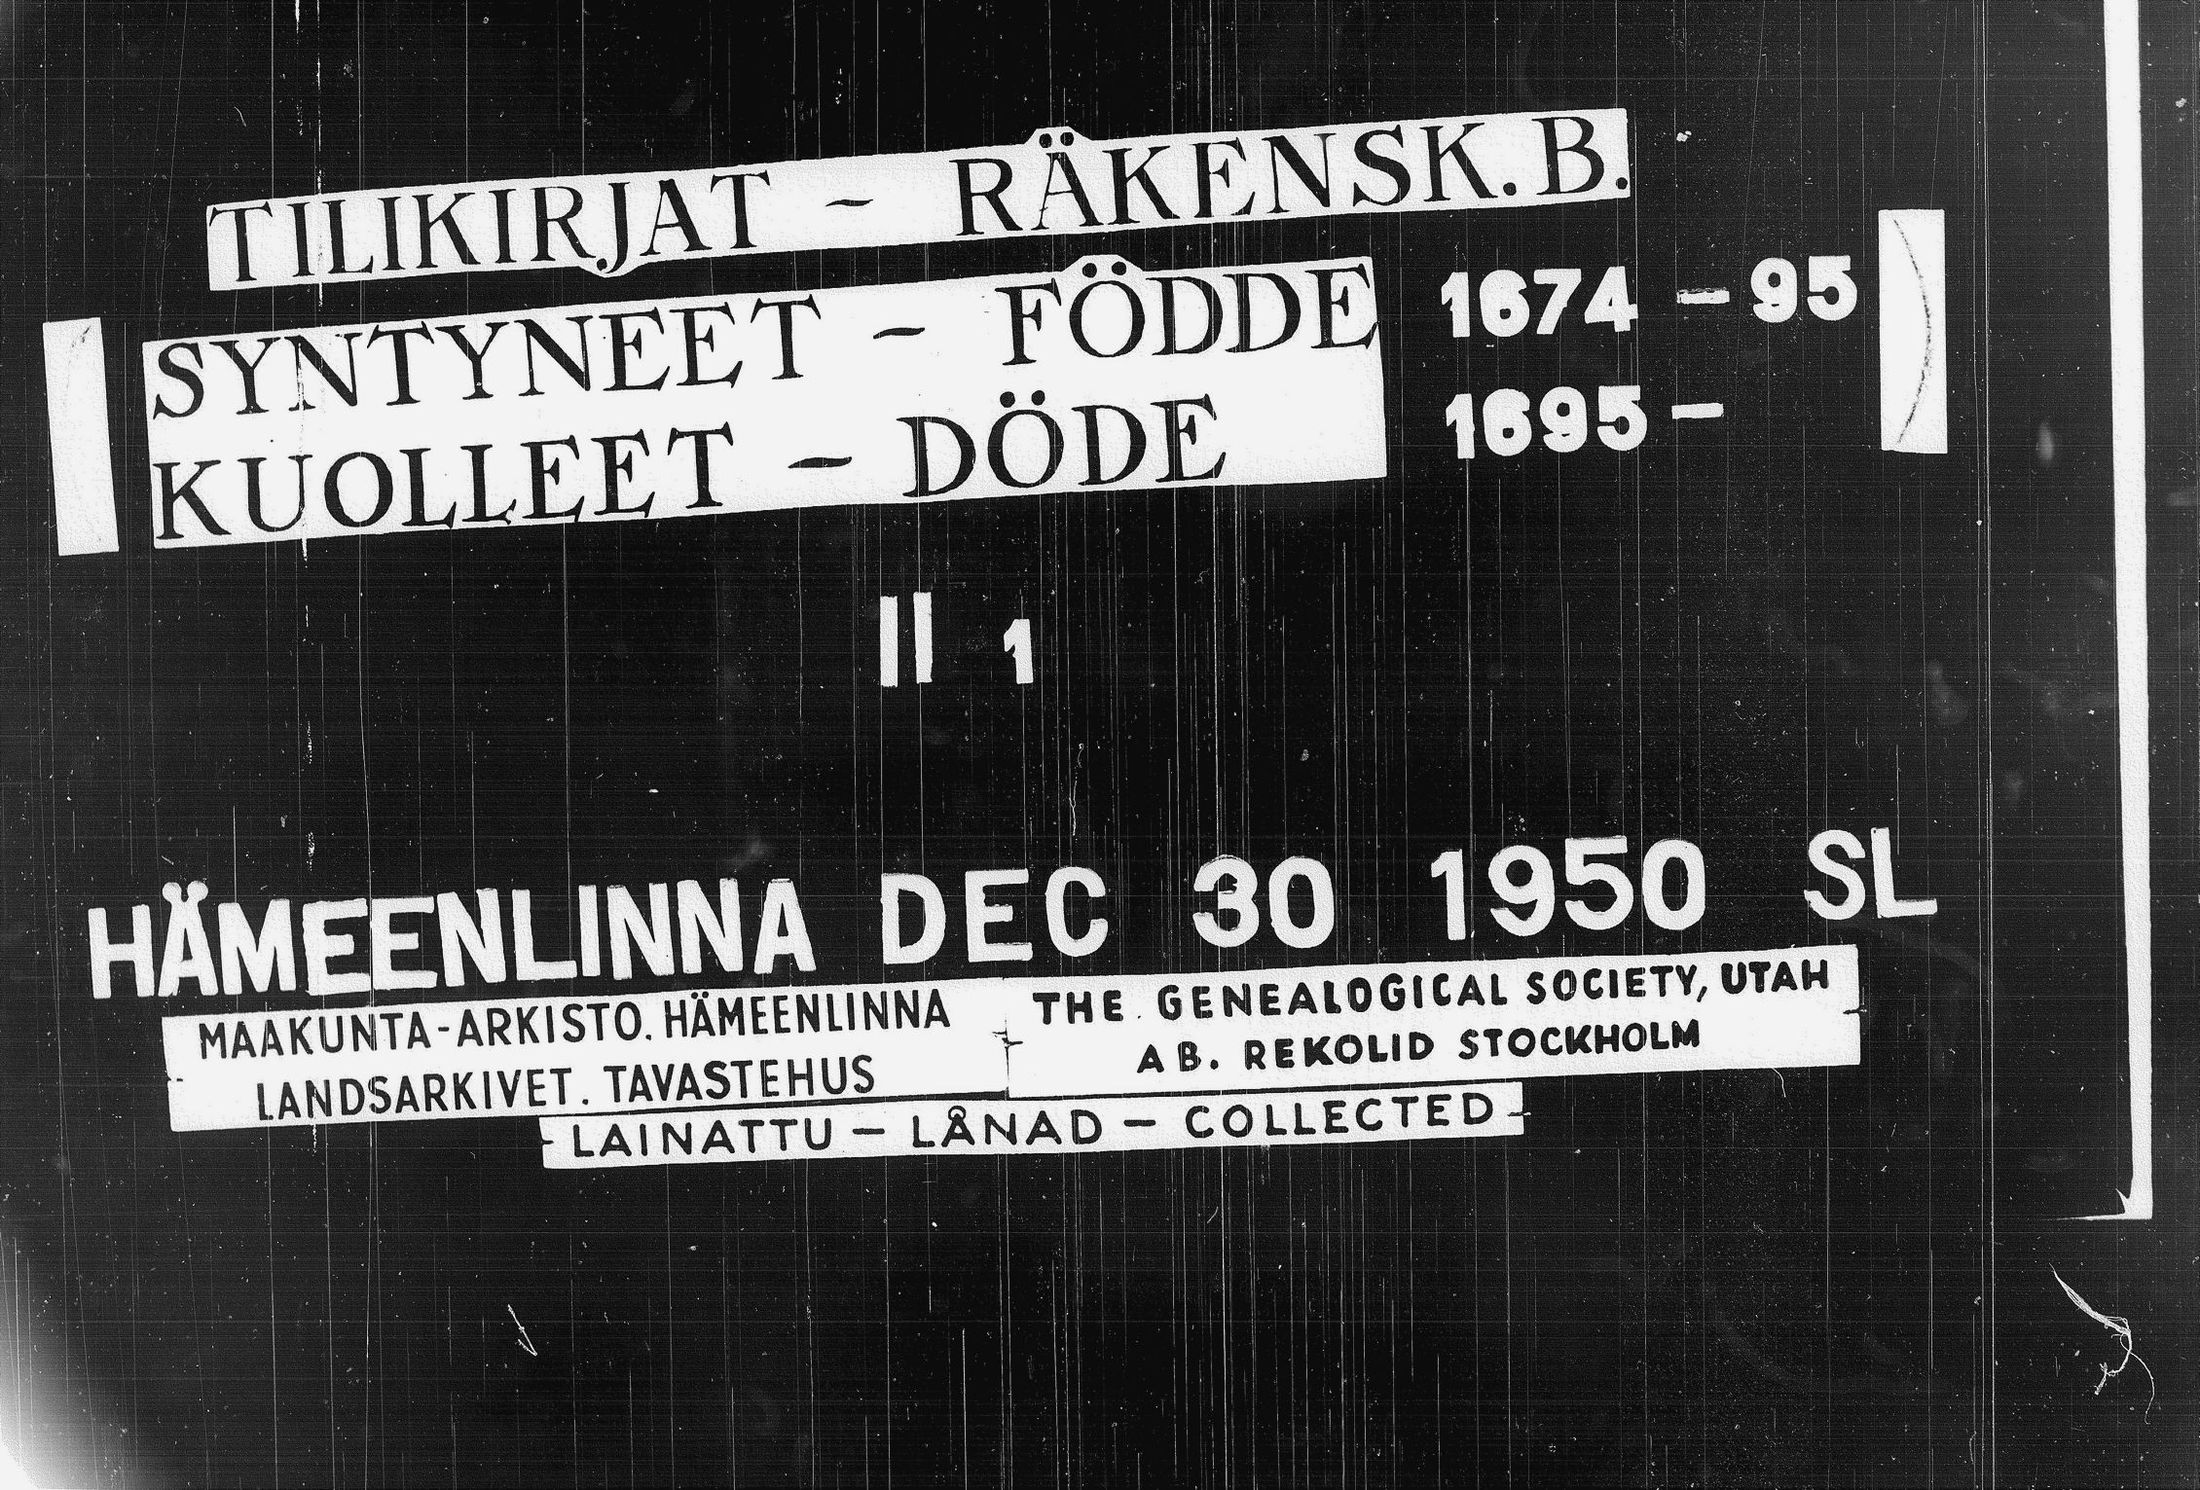 TILIKIRJAT - RÄKENSK. B.
( SYNTYNEET - FÖDDE 1674 - 95 )
KUOLLEET - DÖDE 1695 -
II 1
HÄMEENLINNA DEC 30 1950 SL
MAAKUNTA-ARKISTO. HÄMEENLINNA
LANDSARKIVET. TAVASTEHUS
THE GENEALOGICAL SOCIETY, UTAH
AB. REKOLID STOCKHOLM
LAINATTU - LÅNAD - COLLECTED